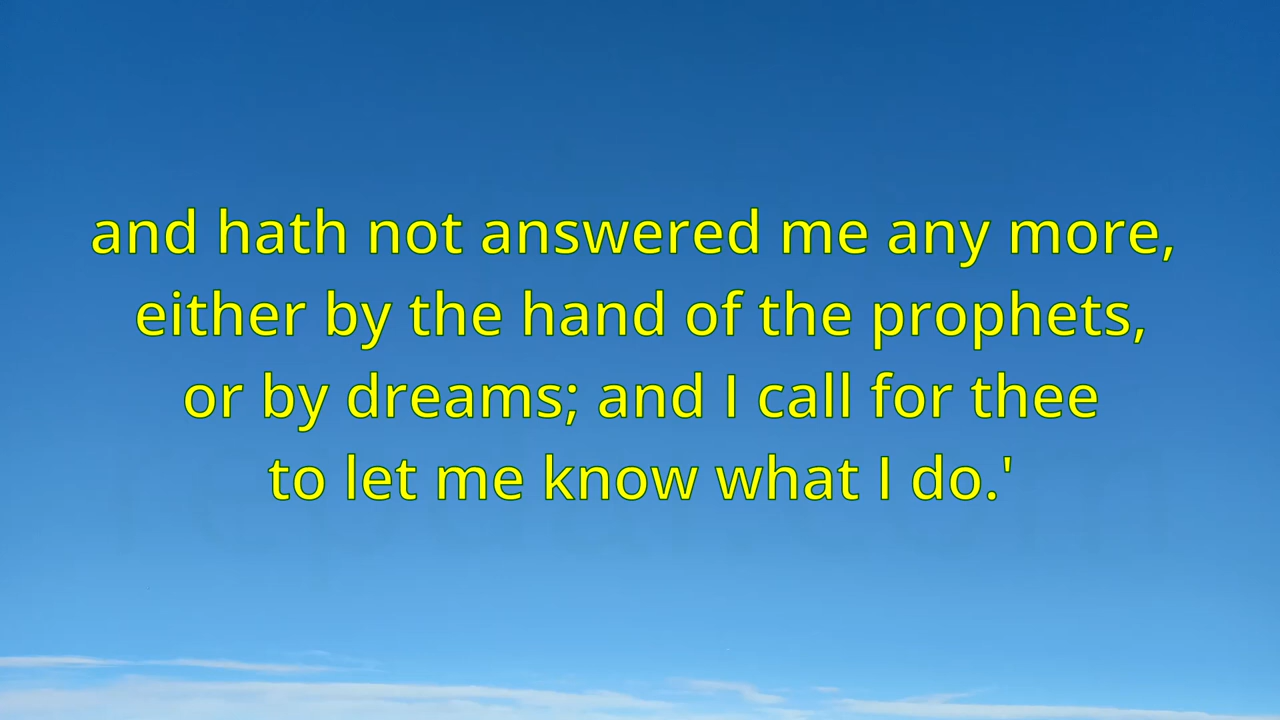 and hath not answered me any more,
either by the hand of the prophets,
or by dreams; and I call for thee
to let me know what I do.'